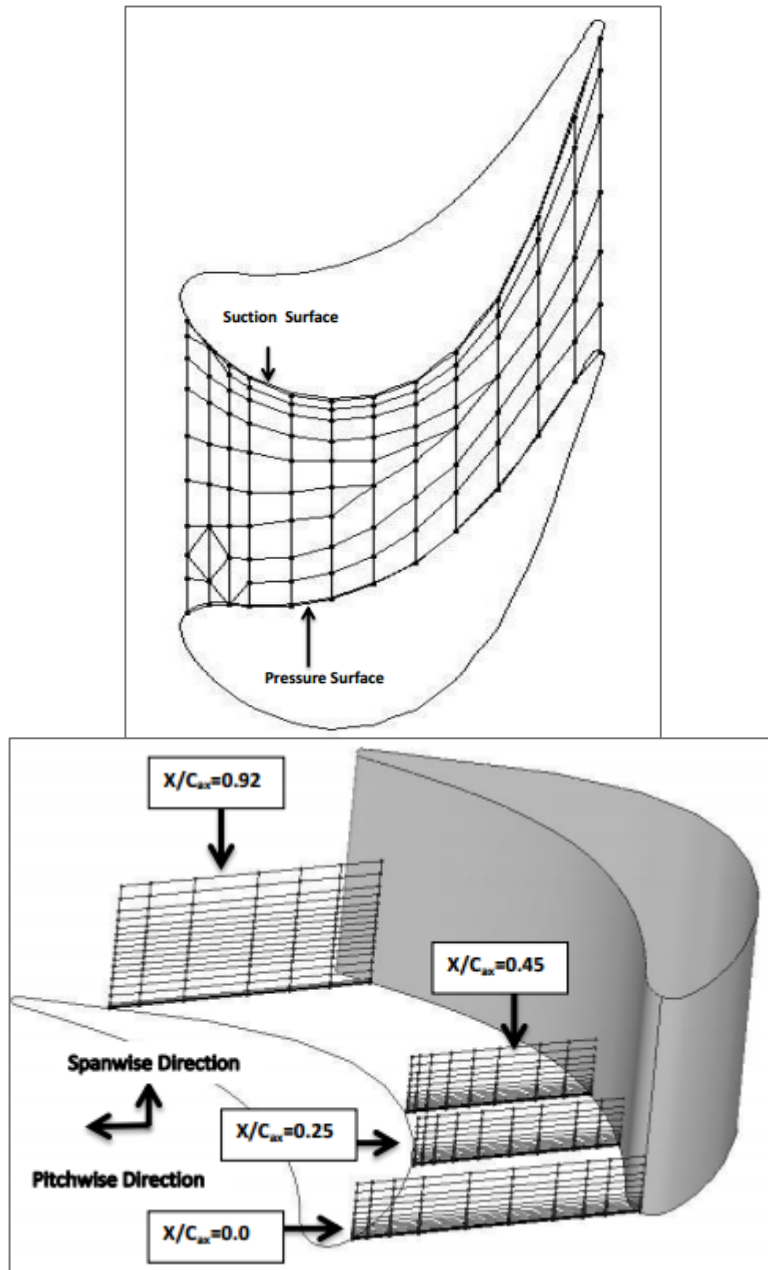 Suction Surface
Pressure Surface
X/Cax=0.92
X/Cax=0.45
Spanwise Direction
X/Cax=0.25
Pitchwise Direction
X/Cax=0.0